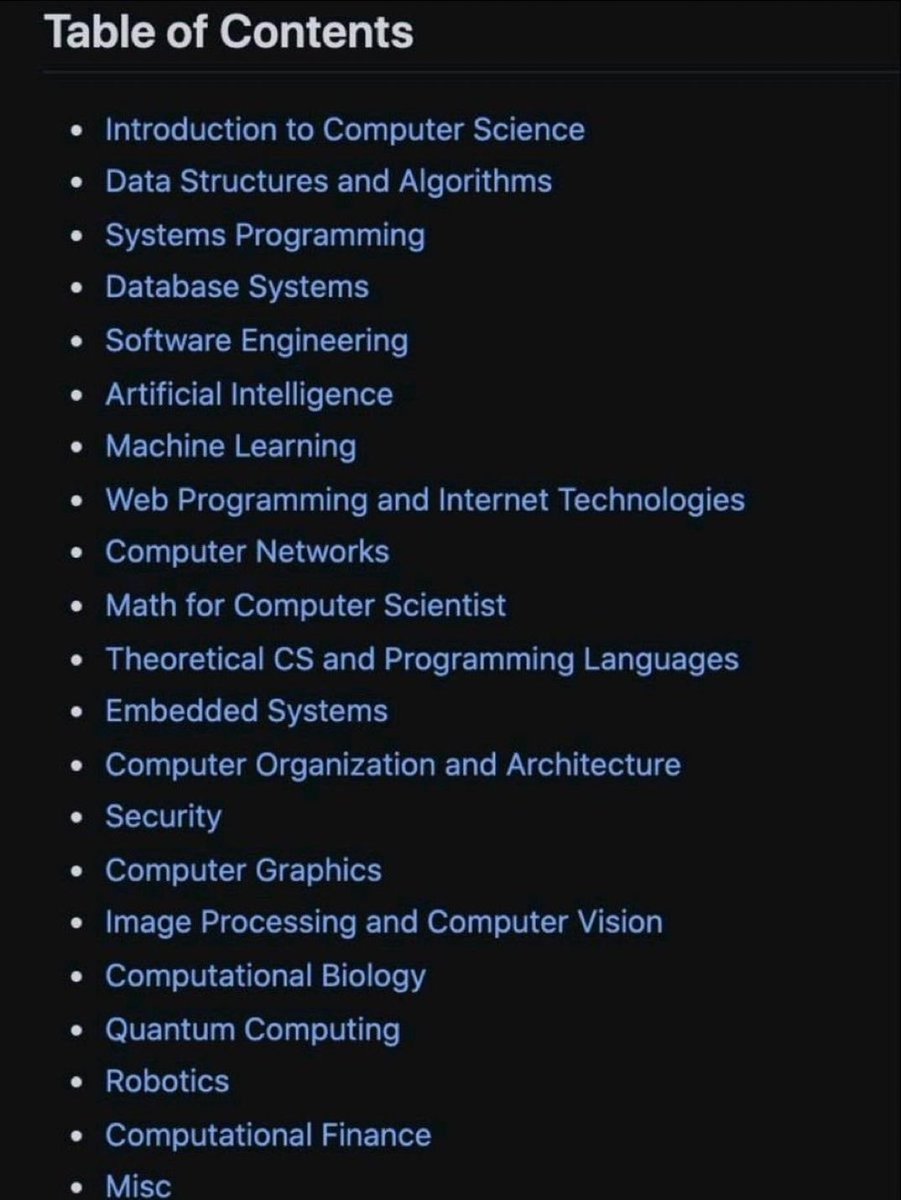 Table of Contents
Introduction to Computer Science
Data Structures and Algorithms
Systems Programming
Database Systems
Software Engineering
Artificial Intelligence
Machine Learning
Web Programming and Internet Technologies
Computer Networks
Math for Computer Scientist
Theoretical CS and Programming Languages
Embedded Systems
Computer Organization and Architecture
Security
Computer Graphics
Image Processing and Computer Vision
Computational Biology
Quantum Computing
Robotics
Computational Finance
Misc